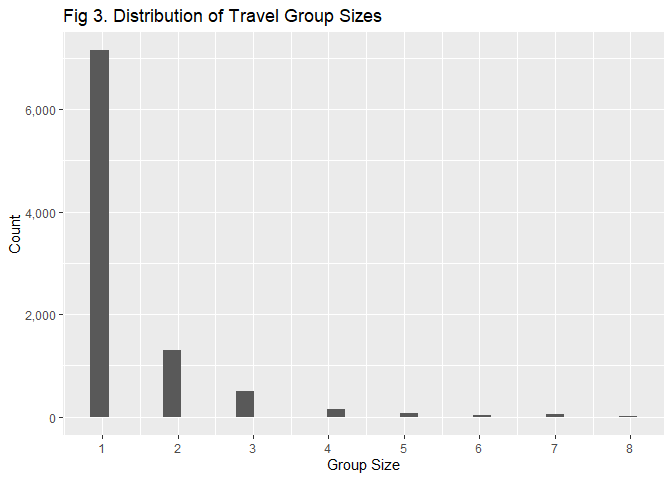 Fig 3. Distribution of Travel Group Sizes
6,000
4,000
2,000
0
Count
1 2 3 4 5 6 7 8
Group Size